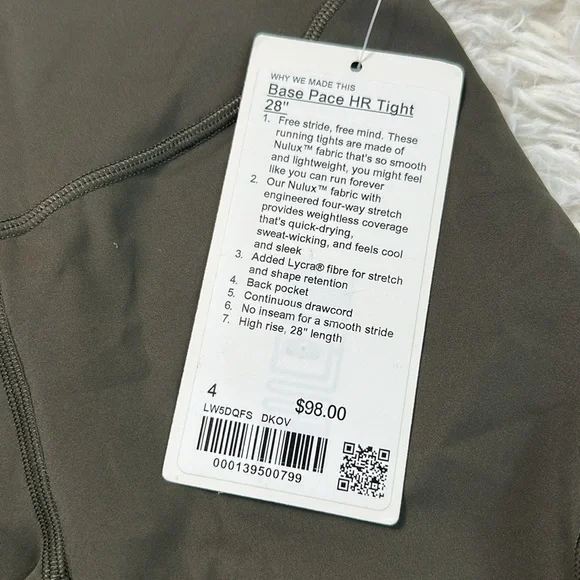 WHY WE MADE THIS
Base Pace HR Tight
28"
1. Free stride, free mind. These
running tights are made of
Nulux™ fabric that's so smooth
and lightweight, you might feel
like you can run forever
2. Our Nulux™ fabric with
engineered four-way stretch
provides weightless coverage
that's quick-drying,
sweat-wicking, and feels cool
and sleek
3. Added Lycra® fibre for stretch
and shape retention
4. Back pocket
5. Continuous drawcord
6. No inseam for a smooth stride
7. High rise, 28" length
4 $98.00
LW5DQFS DKOV
000139500799